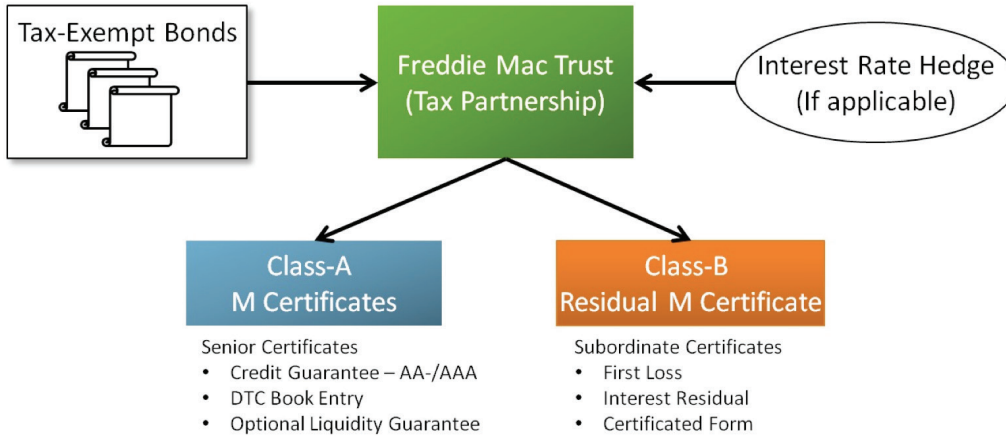 Tax-Exempt Bonds
Freddie Mac Trust
(Tax Partnership)
Interest Rate Hedge
(If applicable)
Class-A
M Certificates
Class-B
Residual M Certificate
Senior Certificates
• Credit Guarantee – AA-/AAA
• DTC Book Entry
• Optional Liquidity Guarantee
Subordinate Certificates
• First Loss
• Interest Residual
• Certificated Form